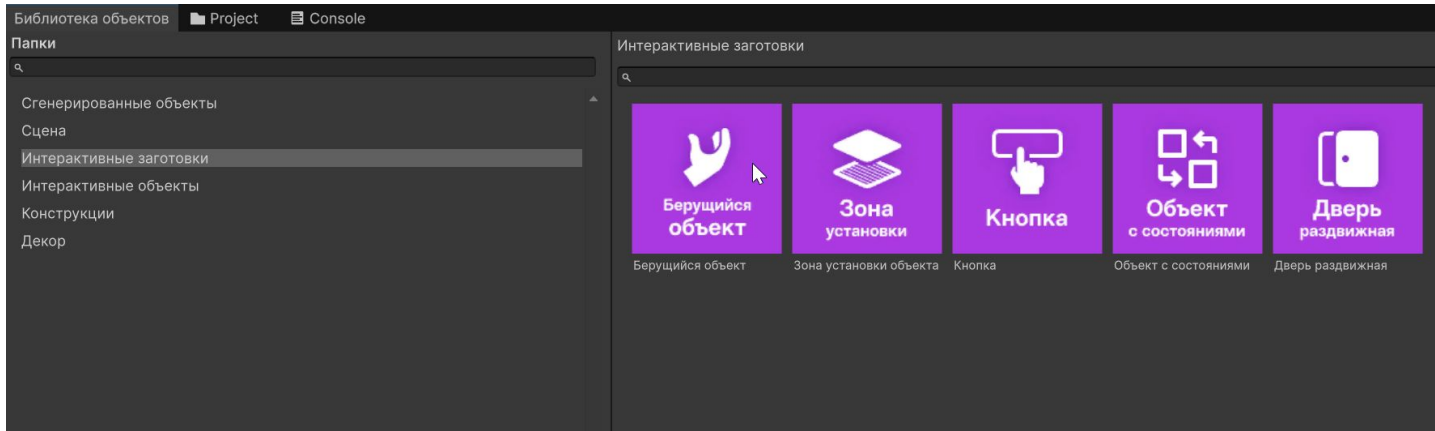 Библиотека объектов Project Console
Папки
Интерактивные заготовки
Сгенерированные объекты
Сцена
Интерактивные заготовки
Интерактивные объекты
Конструкции
Декор
Берущийся
объект
Зона
установки
Кнопка
Объект
с состояниями
Дверь
раздвижная
Берущийся объект Зона установки объекта Кнопка Объект с состояниями Дверь раздвижная